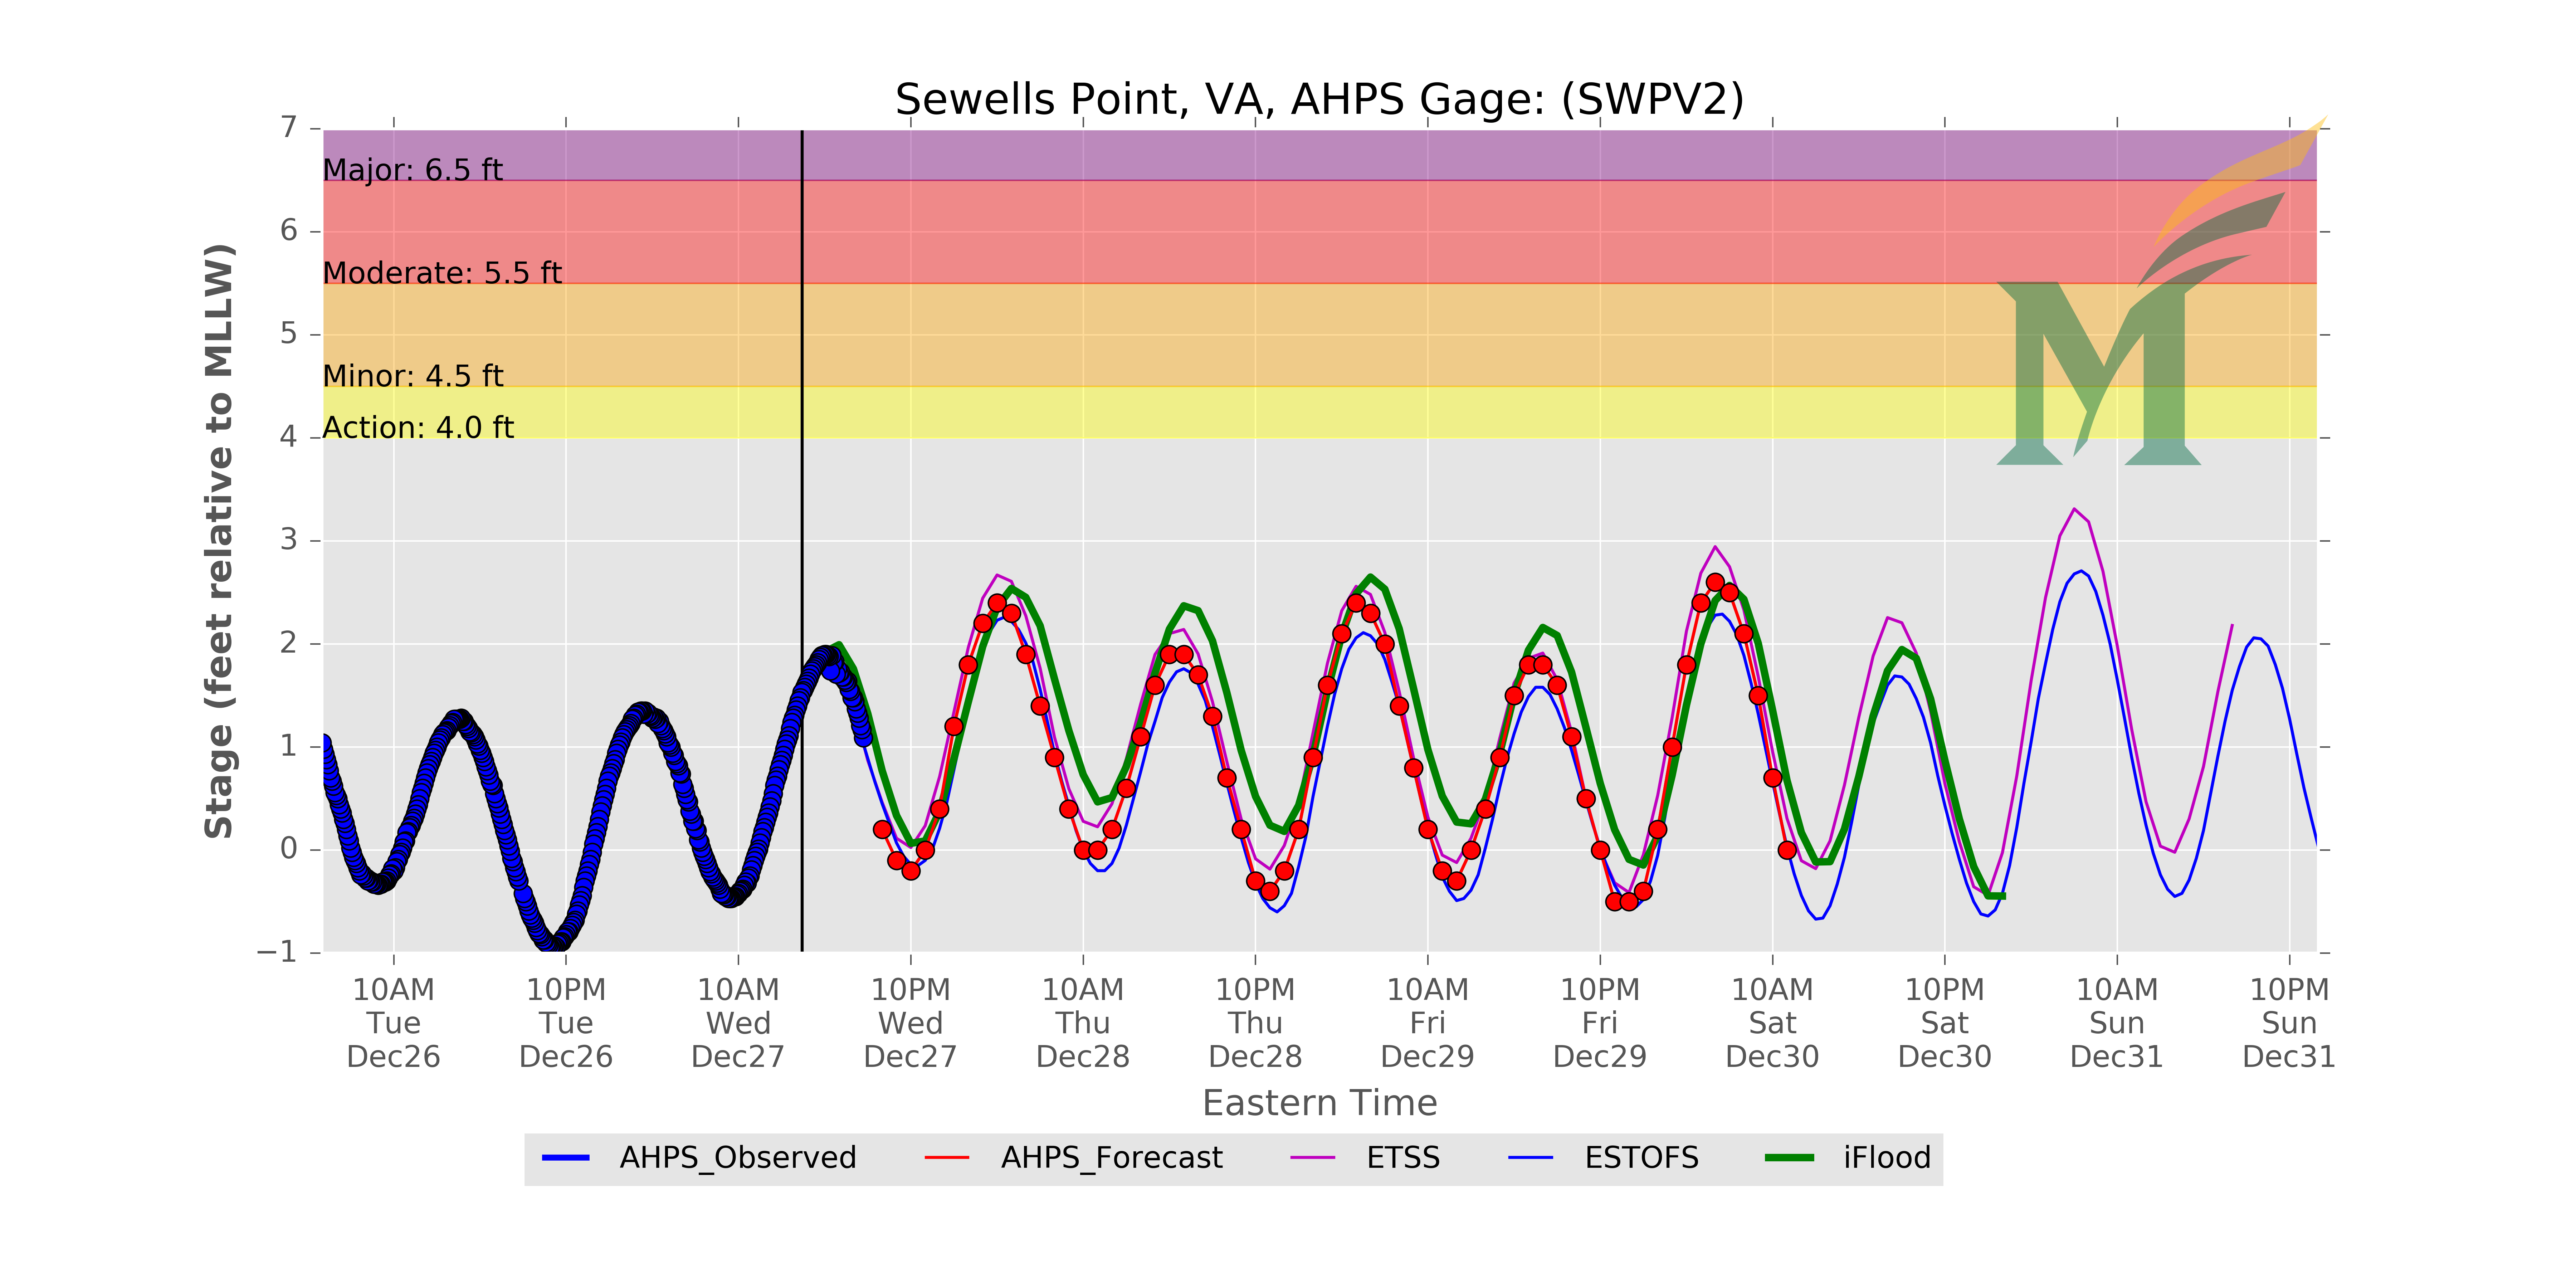 Sewells Point, VA, AHPS Gage: (SWPV2)
Stage (feet relative to MLLW)
7
6
5
4
3
2
1
0
−1
Major: 6.5 ft
Moderate: 5.5 ft
Minor: 4.5 ft
Action: 4.0 ft
M
10AM 10PM 10AM 10PM 10AM 10PM 10AM 10PM 10AM 10PM 10AM 10PM
Tue Tue Wed Wed Thu Thu Fri Fri Sat Sat Sun Sun
Dec26 Dec26 Dec27 Dec27 Dec28 Dec28 Dec29 Dec29 Dec30 Dec30 Dec31 Dec31
Eastern Time
AHPS_Observed AHPS_Forecast ETSS ESTOFS iFlood